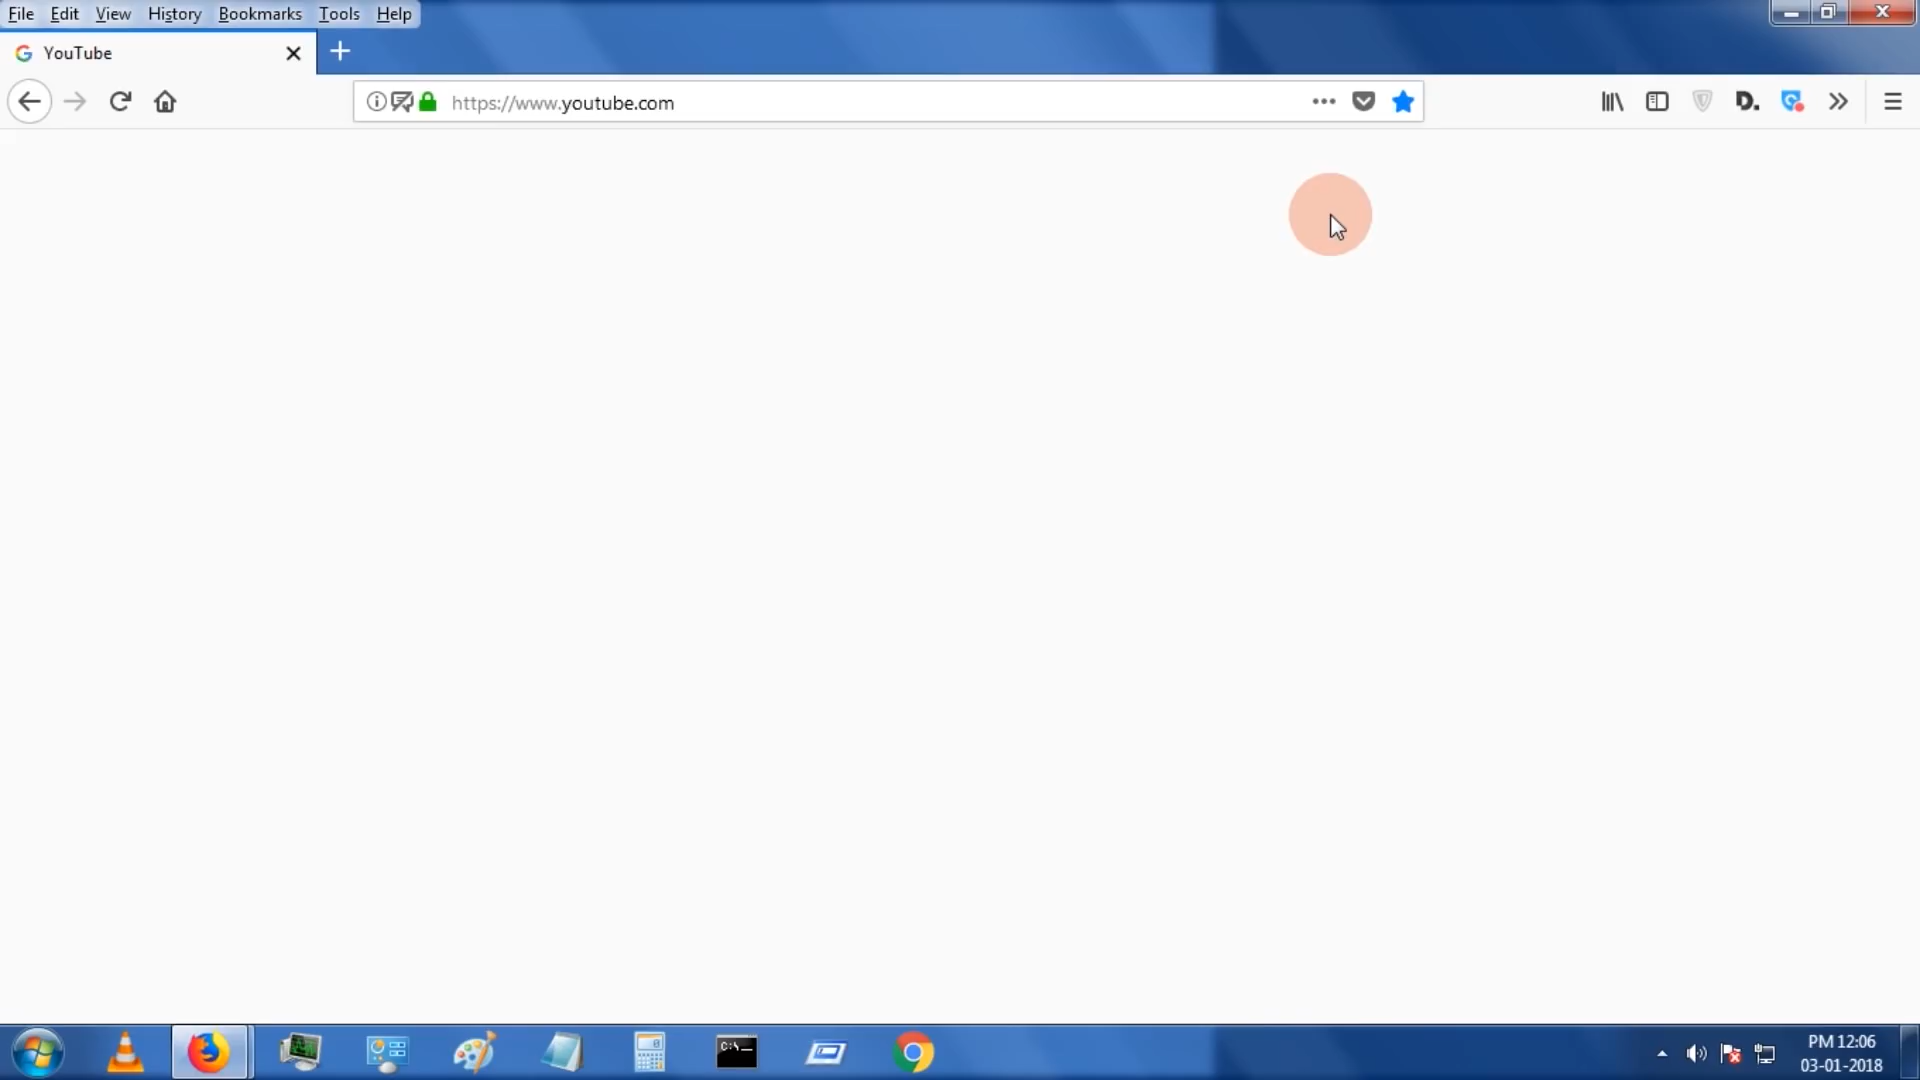 File Edit View History Bookmarks Tools Help
YouTube
https://www.youtube.com
D.
C:\
PM 12:06
03-01-2018